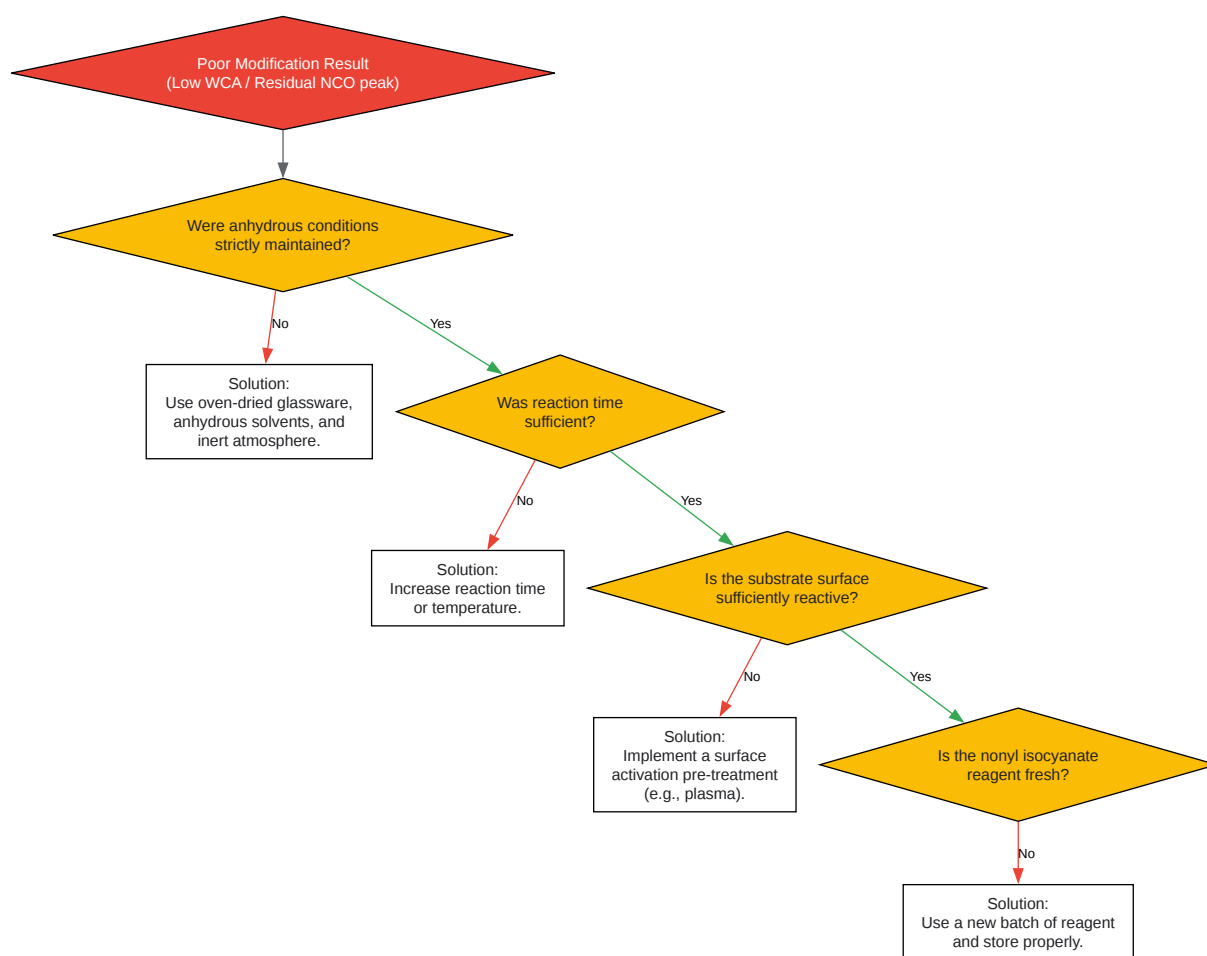 Poor Modification Result
(Low WCA / Residual NCO peak)
Were anhydrous conditions
strictly maintained?
No
Yes
Solution:
Use oven-dried glassware,
anhydrous solvents, and
inert atmosphere.
Was reaction time
sufficient?
No
Yes
Solution:
Increase reaction time
or temperature.
Is the substrate surface
sufficiently reactive?
No
Yes
Solution:
Implement a surface
activation pre-treatment
(e.g., plasma).
Is the nonyl isocyanate
reagent fresh?
No
Solution:
Use a new batch of reagent
and store properly.